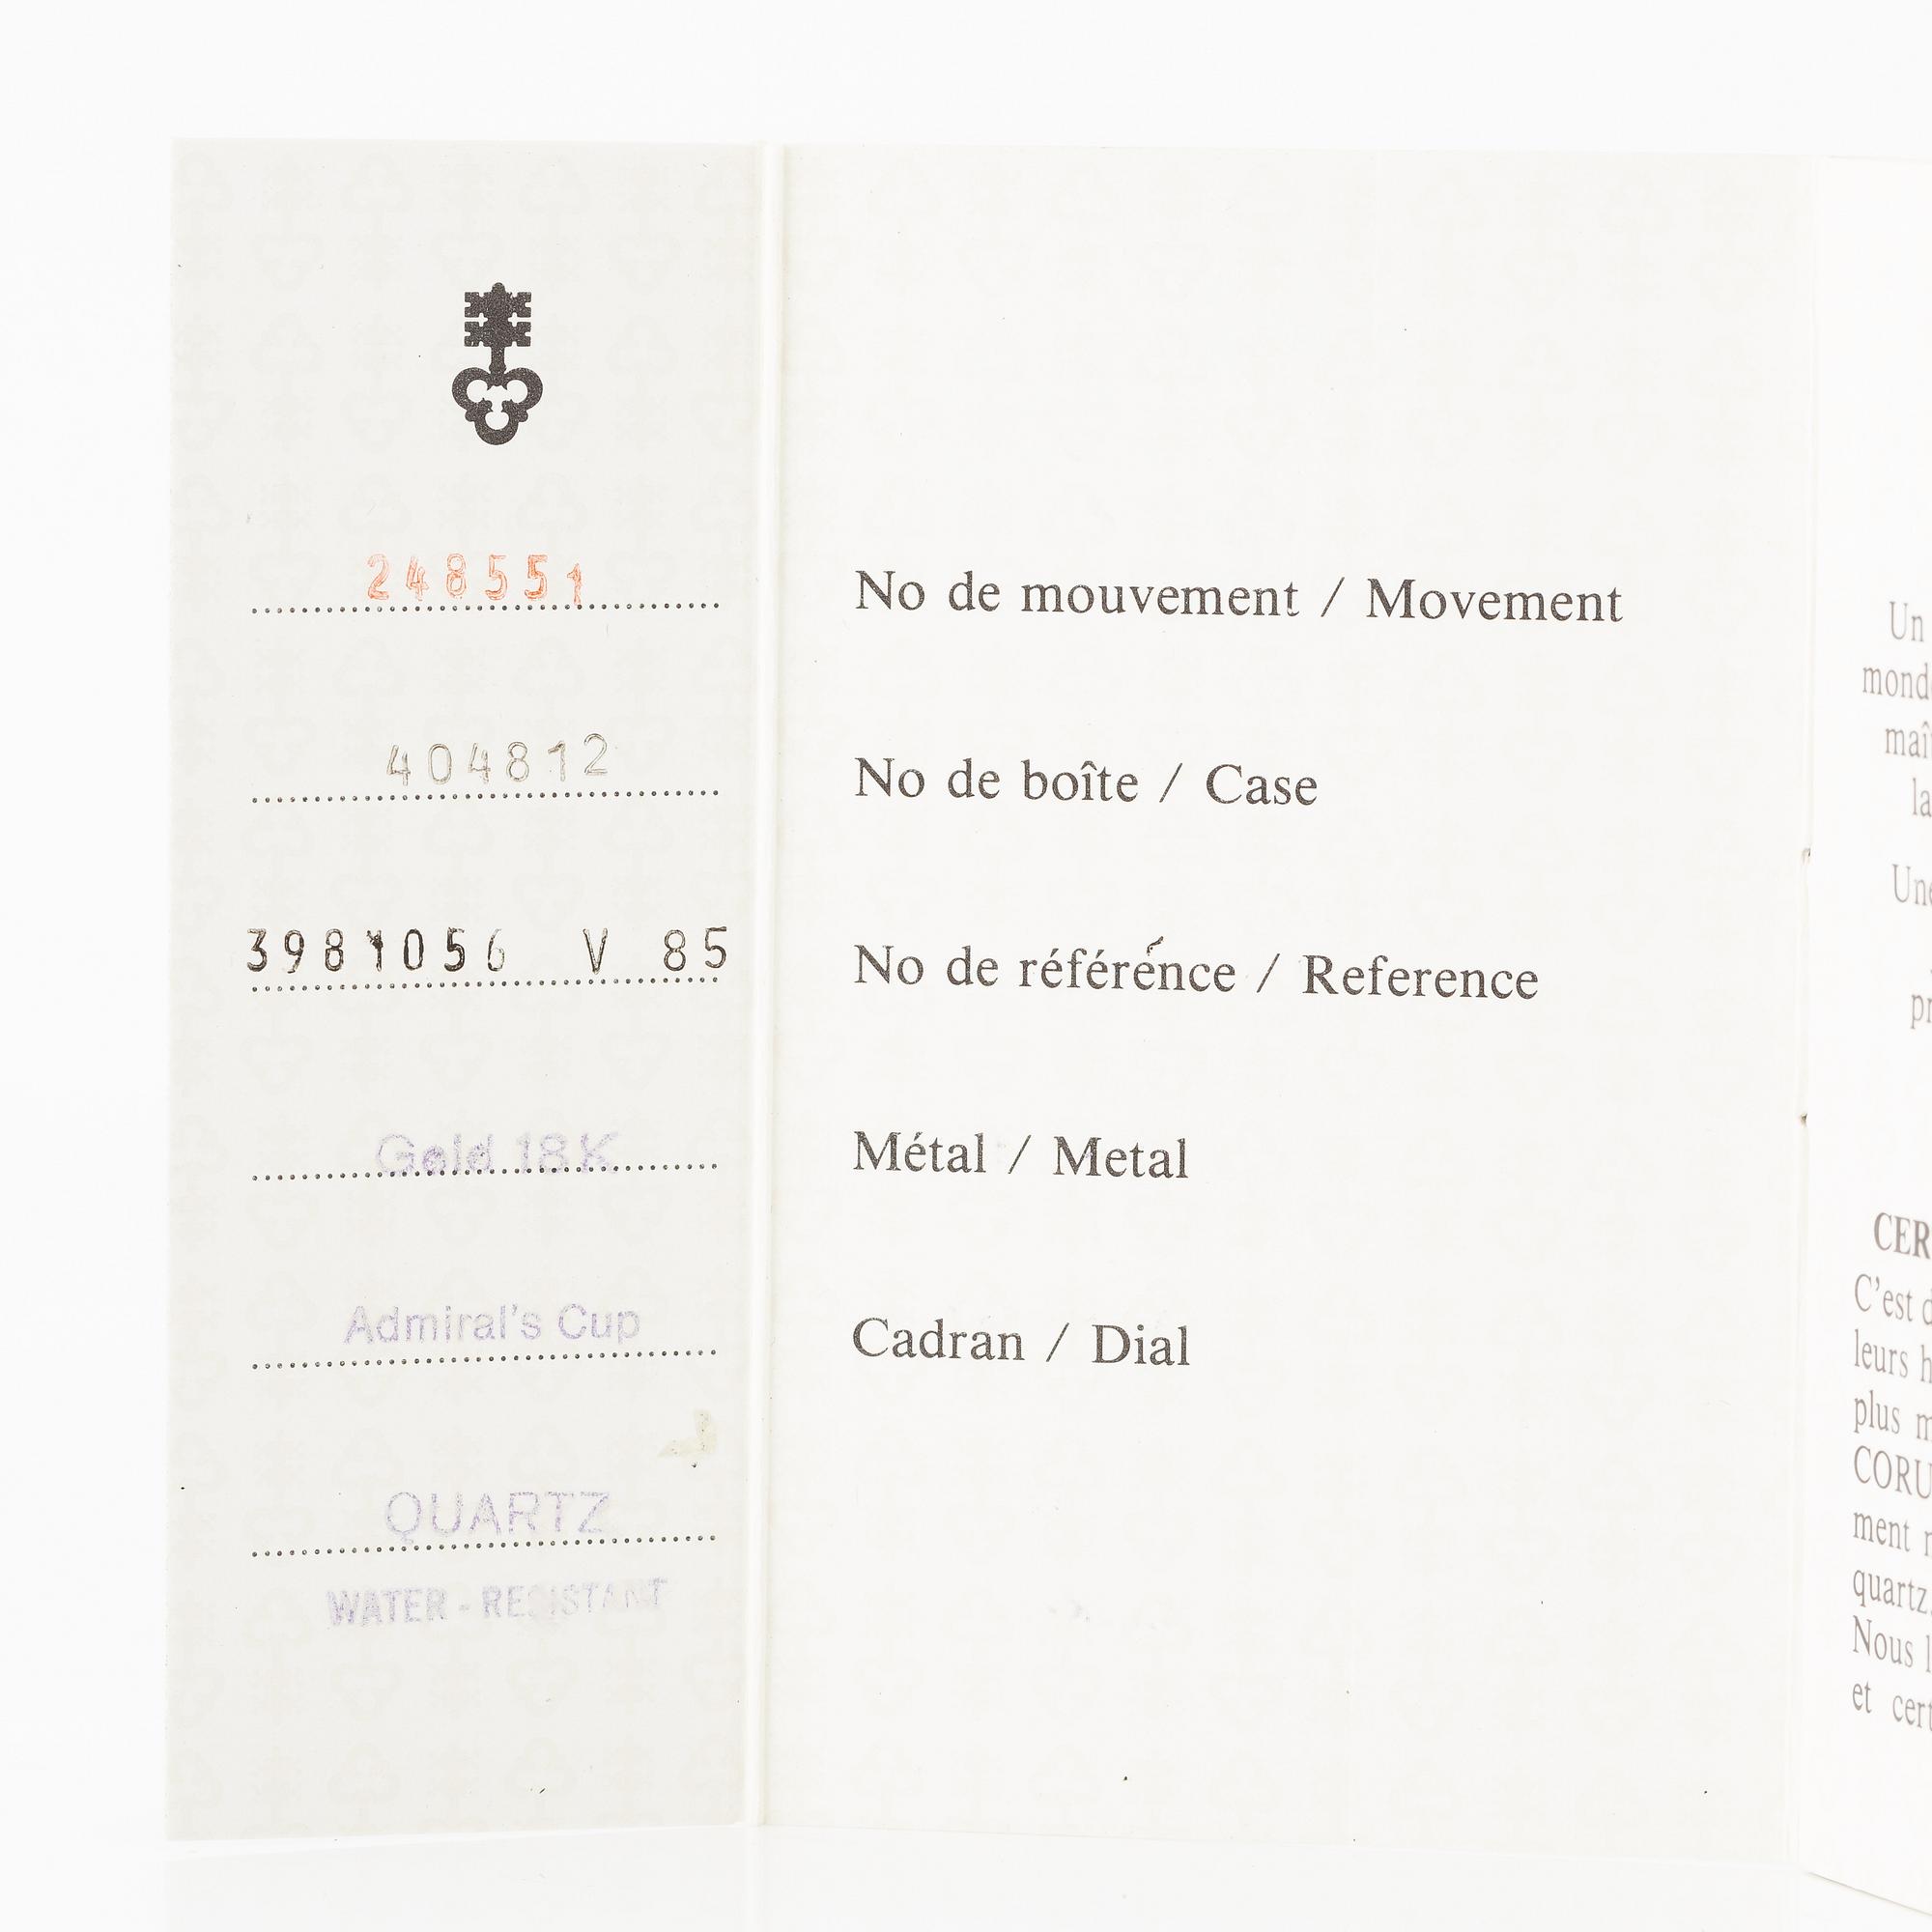 248551
No de mouvement / Movement
404812
No de boîte / Case
3981056 V 85
No de référence / Reference
Gold 18K
Métal / Metal
Admiral's Cup
Cadran / Dial
QUARTZ
WATER - RESISTANT
Un
mond
maî
la
Une
pr
CER
C'est d
leurs h
plus m
CORU
ment
quartz
Nous l
et cert